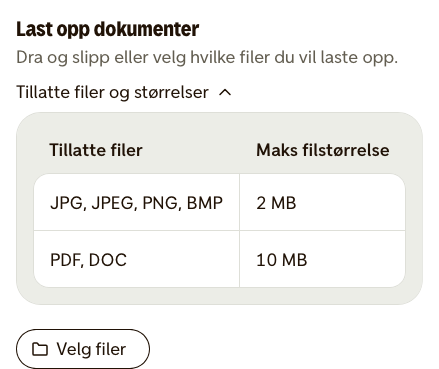 Last opp dokumenter
Dra og slipp eller velg hvilke filer du vil laste opp.
Tillatte filer og størrelser
Tillatte filer Maks filstørrelse
JPG, JPEG, PNG, BMP 2 MB
PDF, DOC 10 MB
Velg filer